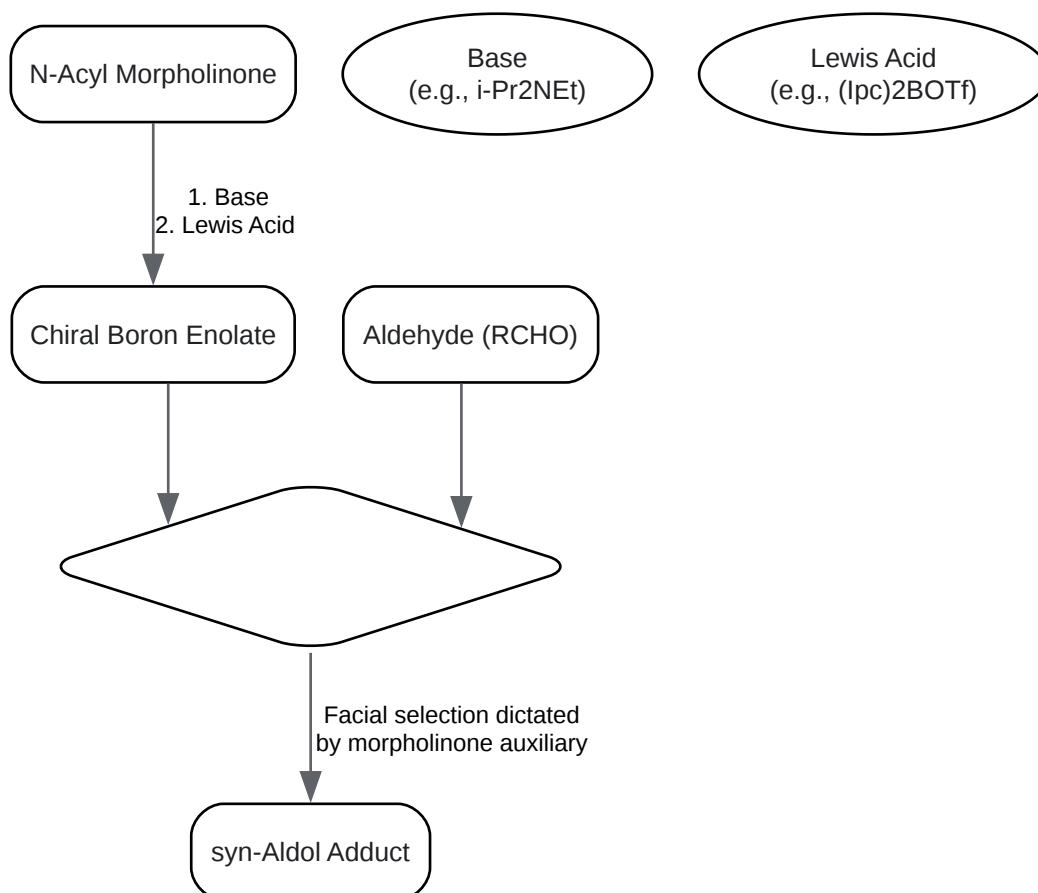 N-Acyl Morpholinone
Base
(e.g., i-Pr2NEt)
Lewis Acid
(e.g., (Ipc)2BOTf)
1. Base
2. Lewis Acid
Chiral Boron Enolate
Aldehyde (RCHO)
Facial selection dictated
by morpholinone auxiliary
syn-Aldol Adduct